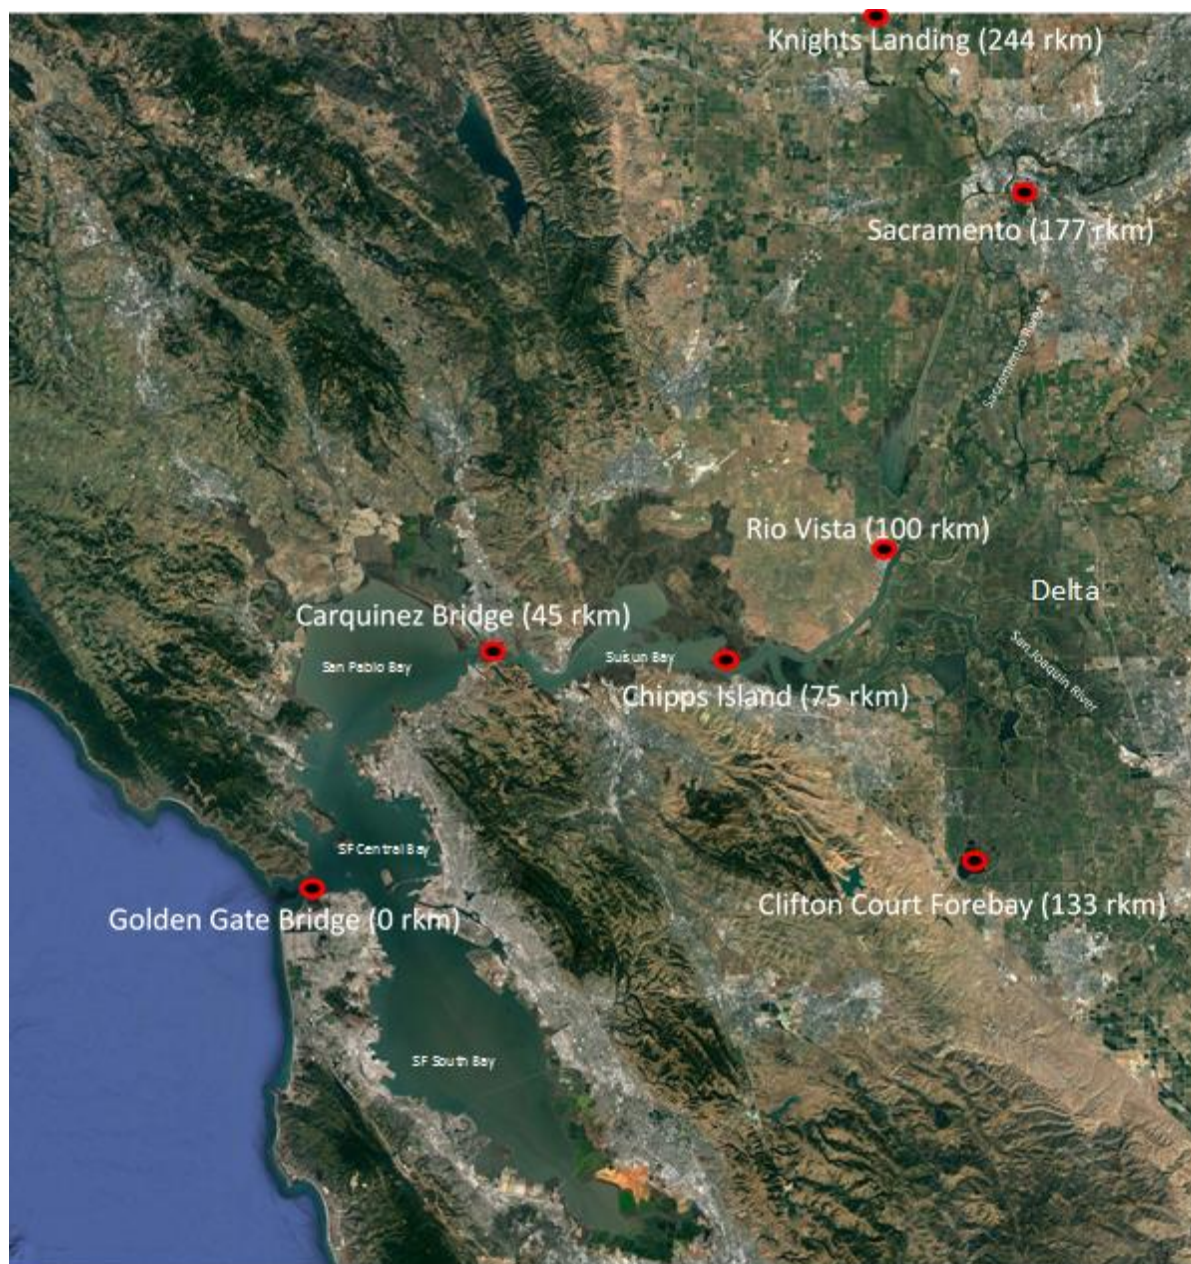 Knights Landing (244 rkm)
Sacramento (177 rkm)
Sacramento River
Rio Vista (100 rkm)
Delta
Carquinez Bridge (45 rkm)
San Joaquin River
San Pablo Bay
Suisun Bay
Chipps Island (75 rkm)
SF Central Bay
Clifton Court Forebay (133 rkm)
Golden Gate Bridge (0 rkm)
SF South Bay